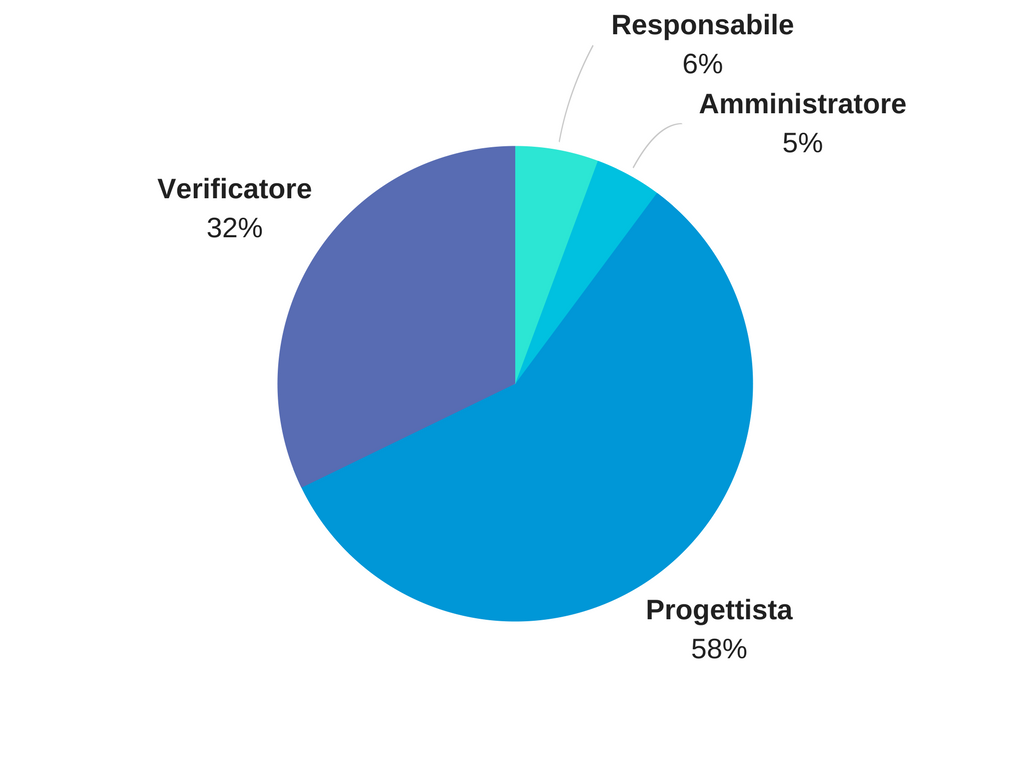 Responsabile
6%
Amministratore
5%
Verificatore
32%
Progettista
58%